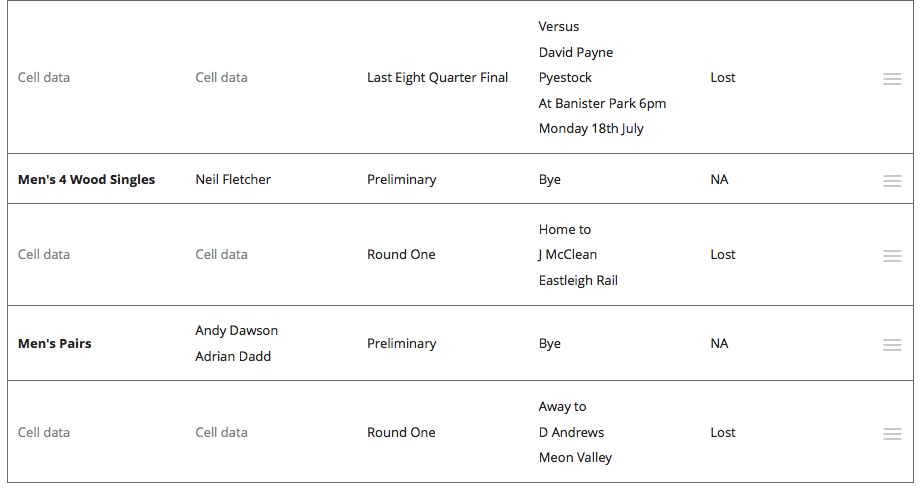 Versus
David Payne
Cell data Cell data Last Eight Quarter Final Pyestock Lost
At Banister Park 6pm
Monday 18th July
Men's 4 Wood Singles Neil Fletcher Preliminary Bye NA
Home to
Cell data Cell data Round One J McClean Lost
Eastleigh Rail
Andy Dawson
Men's Pairs Preliminary Bye NA
Adrian Dadd
Away to
Cell data Cell data Round One D Andrews Lost
Meon Valley